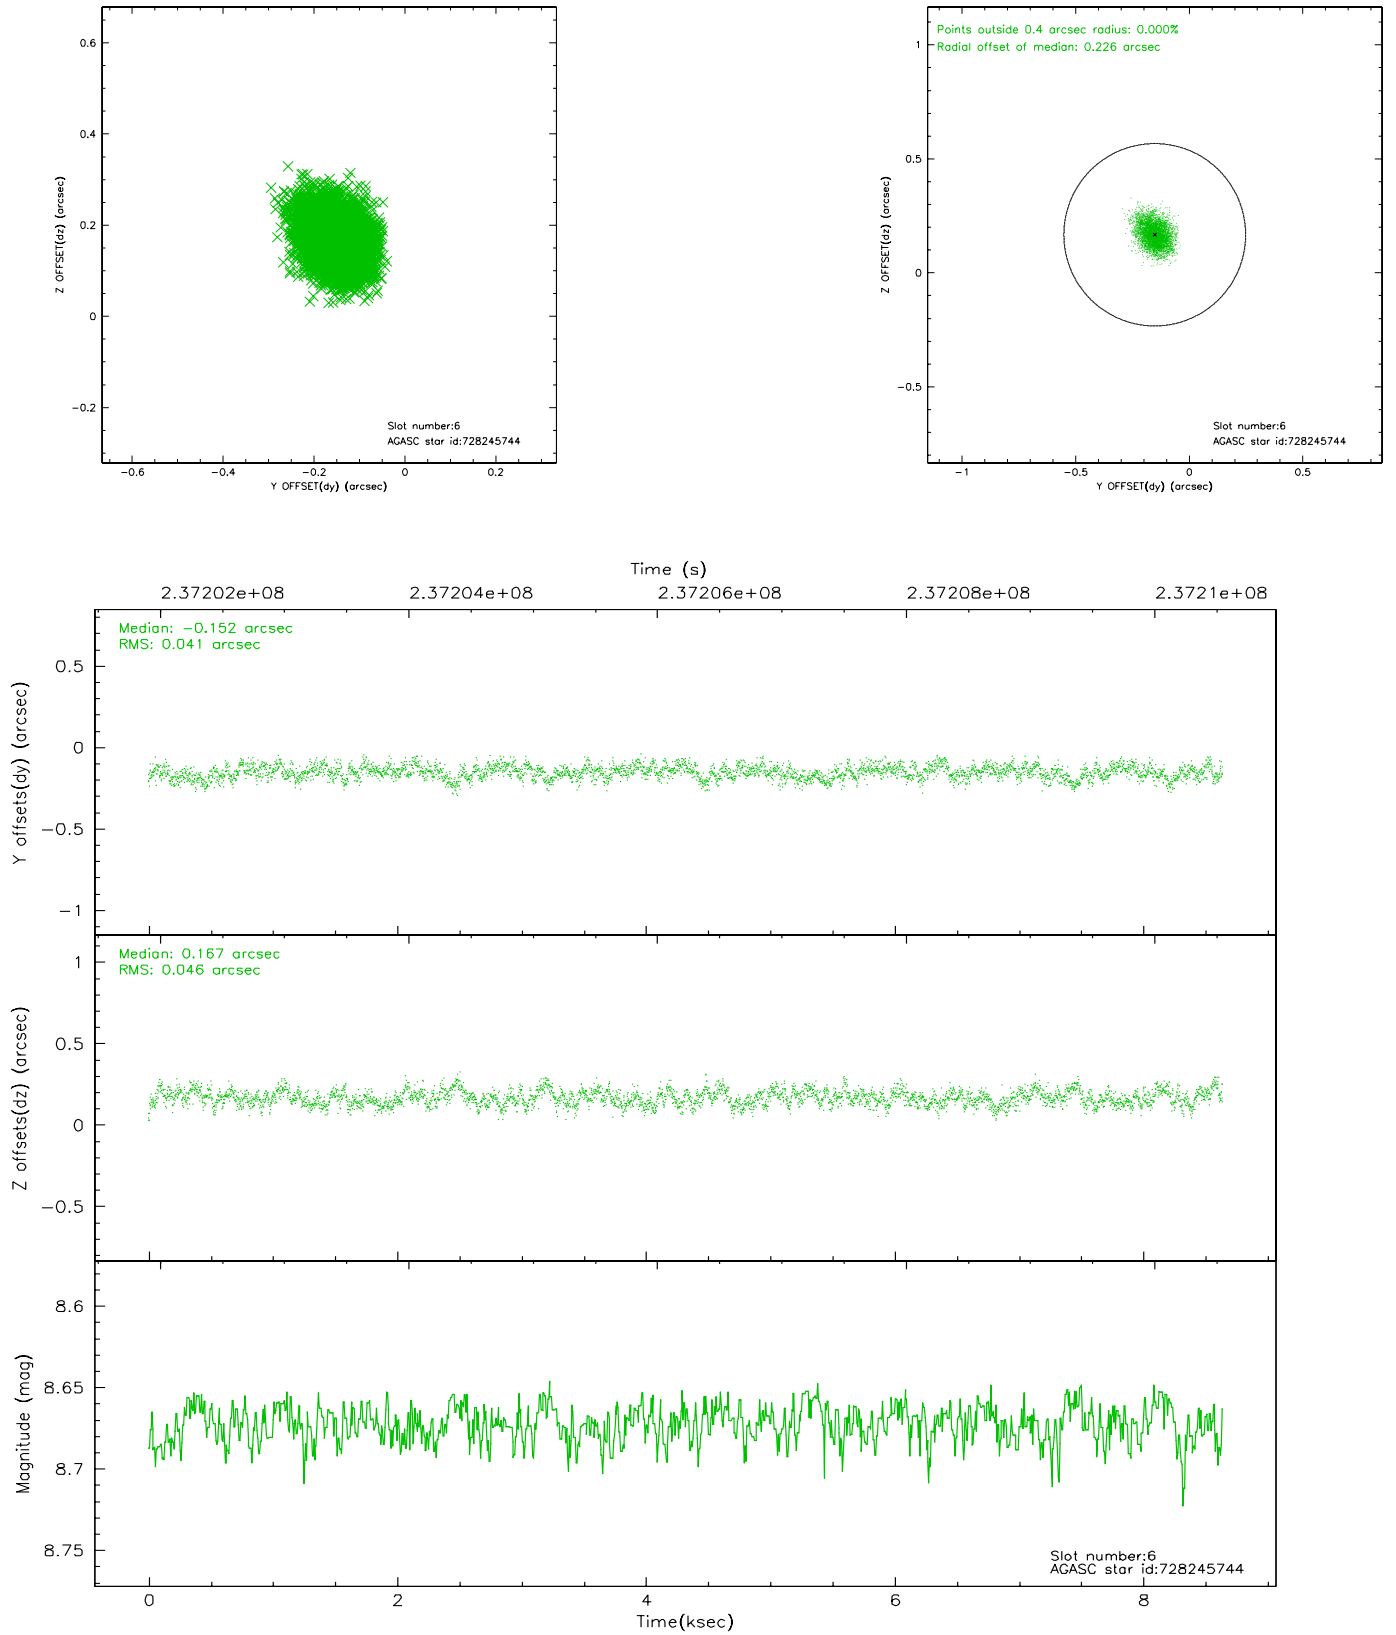 0.6
0.4
0.2
0
−0.2
Z OFFSET(dz) (arcsec)
Slot number:6
AGASC star id:728245744
−0.6 −0.4 −0.2 0 0.2
Y OFFSET(dy) (arcsec)
Points outside 0.4 arcsec radius: 0.000%
Radial offset of median: 0.226 arcsec
1
0.5
0
−0.5
Z OFFSET(dz) (arcsec)
Slot number:6
AGASC star id:728245744
−1 −0.5 0 0.5
Y OFFSET(dy) (arcsec)
Time (s)
2.37202e+08 2.37204e+08 2.37206e+08 2.37208e+08 2.3721e+08
Median: −0.152 arcsec
RMS: 0.041 arcsec
0.5
0
−0.5
−1
Y offsets(dy) (arcsec)
Median: 0.167 arcsec
RMS: 0.046 arcsec
1
0.5
0
−0.5
Z offsets(dz) (arcsec)
8.6
8.65
8.7
8.75
Magnitude (mag)
Slot number:6
AGASC star id:728245744
0 2 4 6 8
Time(ksec)